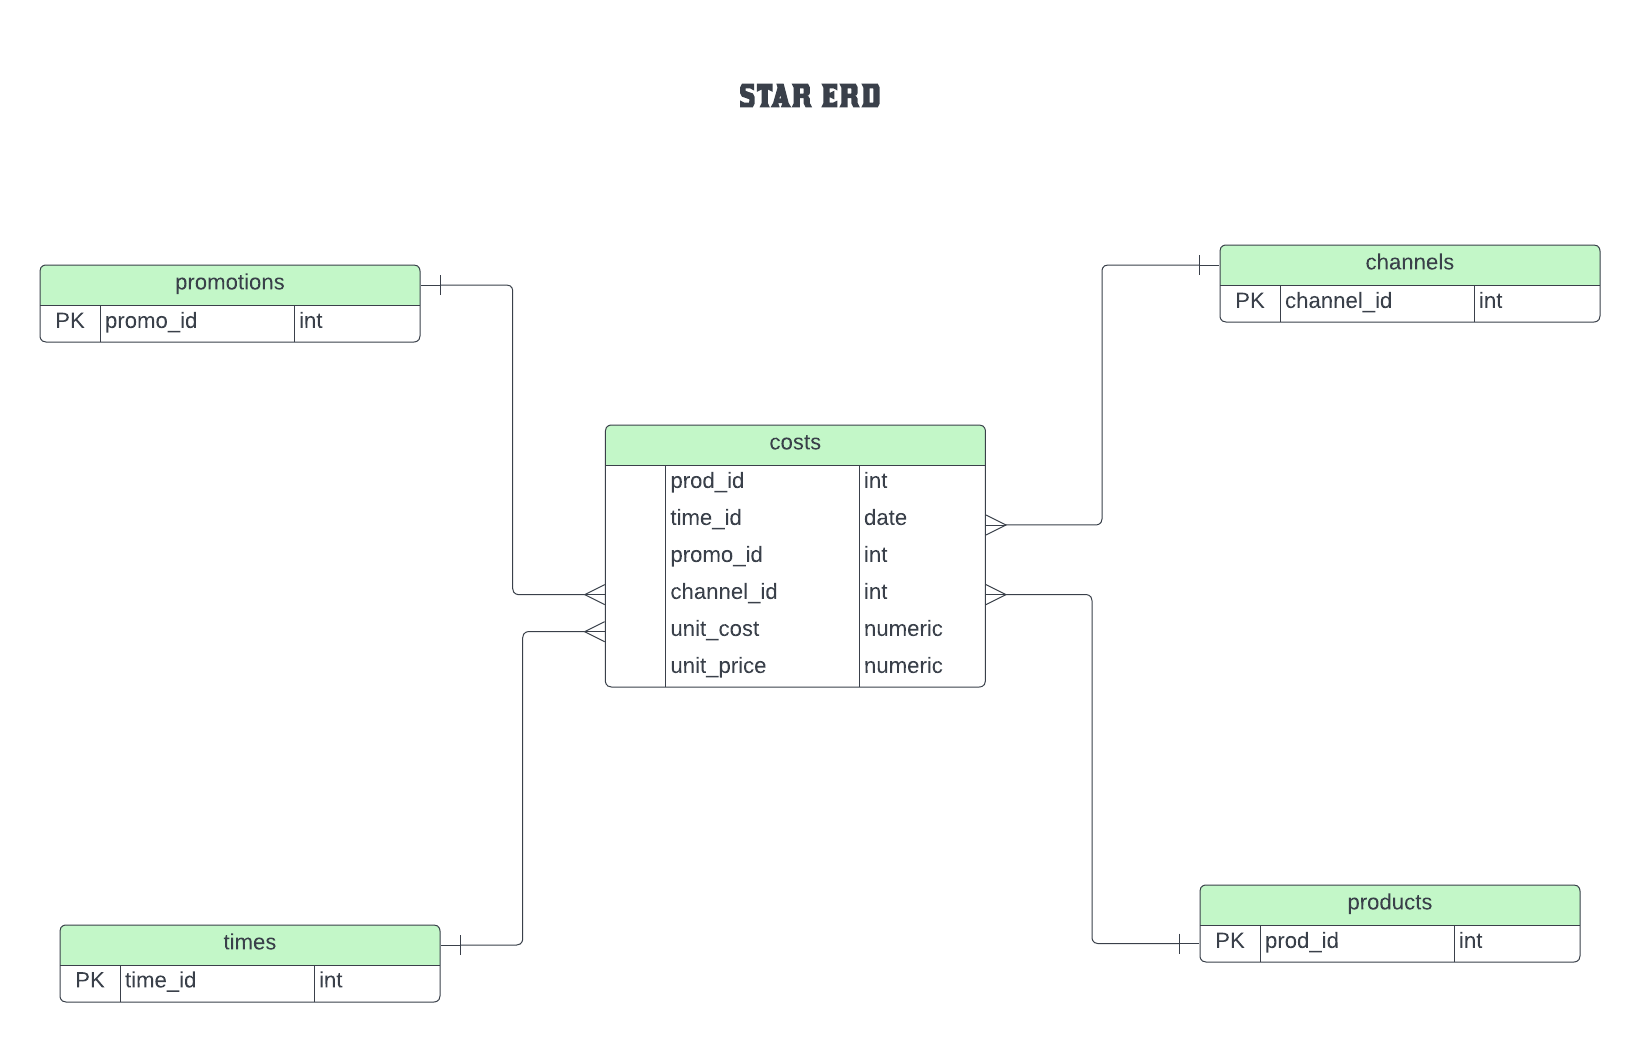 STAR ERD
promotions
PK promo_id int
channels
PK channel_id int
costs
prod_id int
time_id date
promo_id int
channel_id int
unit_cost numeric
unit_price numeric
times
PK time_id int
products
PK prod_id int